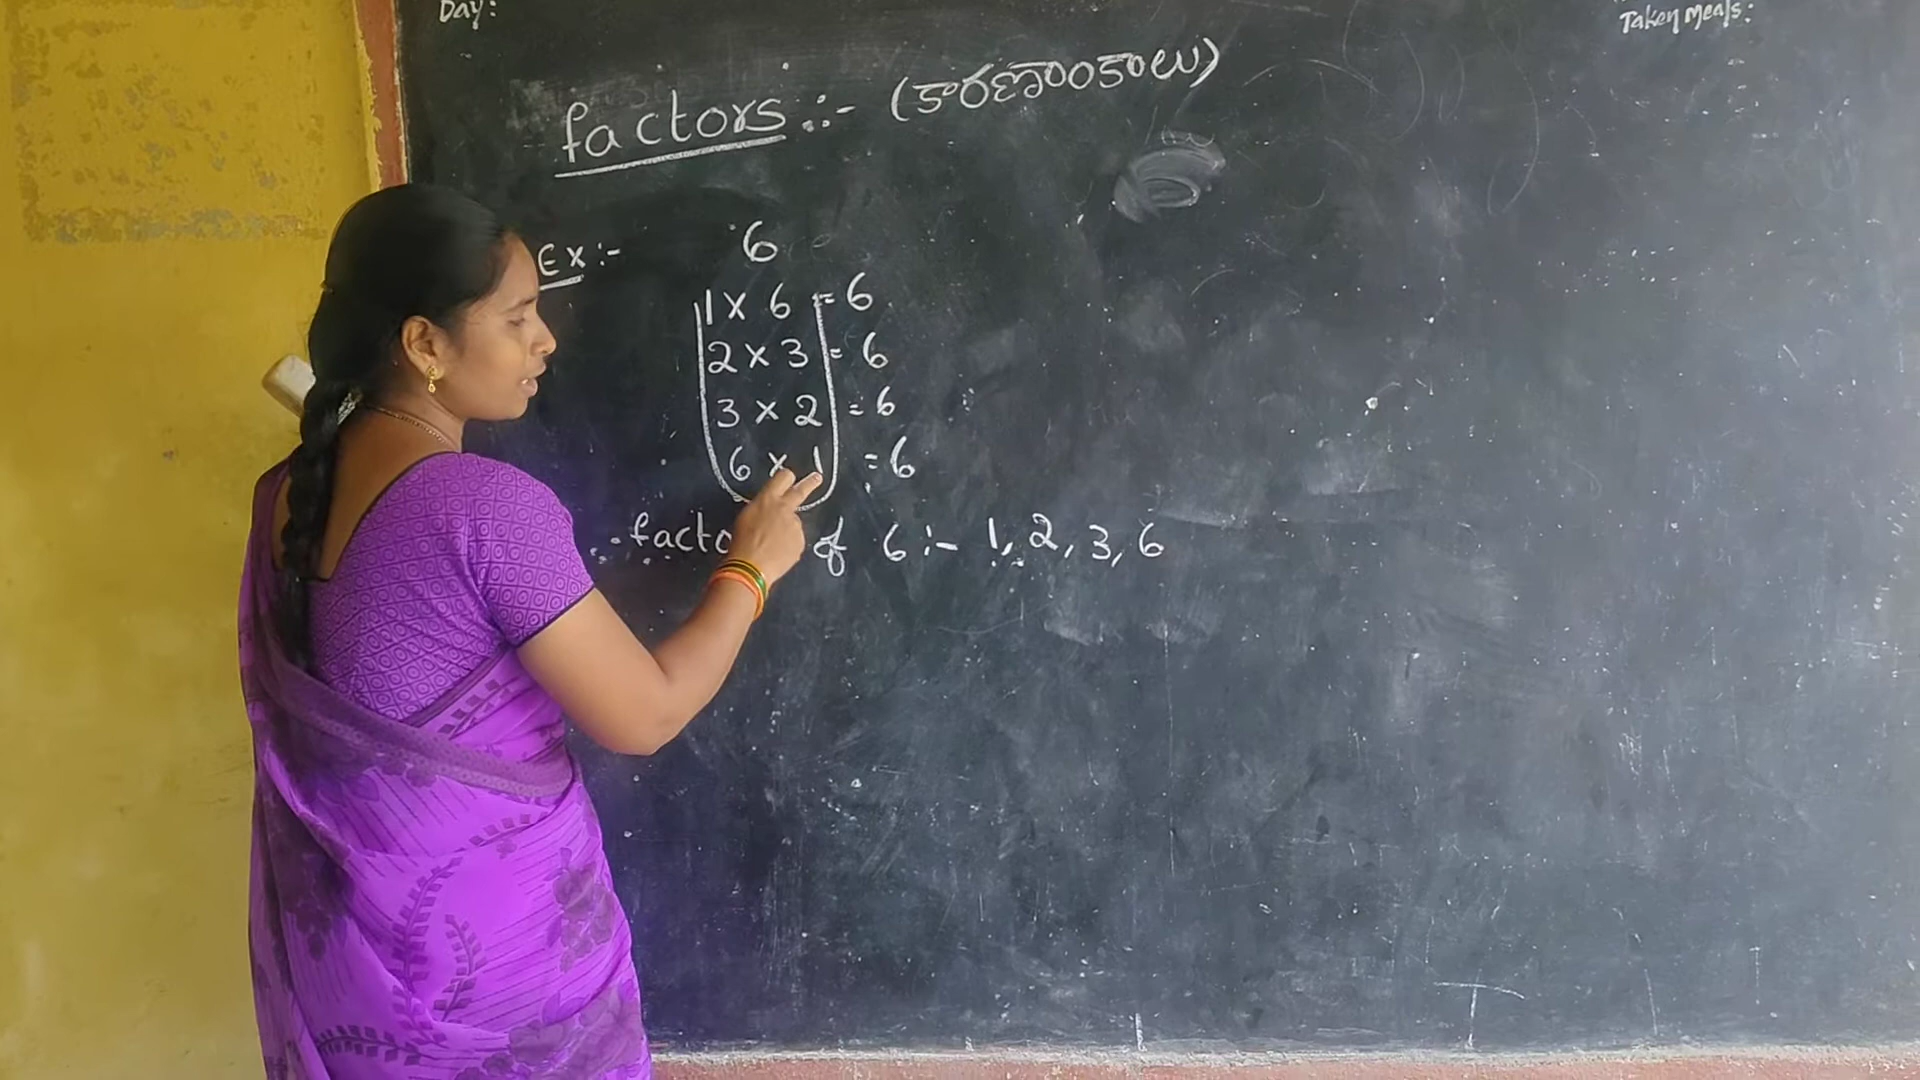 Day:
Taken Meals:
factors :- (కారణాంకాలు)
Ex :- 6
1 x 6 = 6
2 x 3 = 6
3 x 2 = 6
6 x 1 = 6
of 6 :- 1, 2, 3, 6